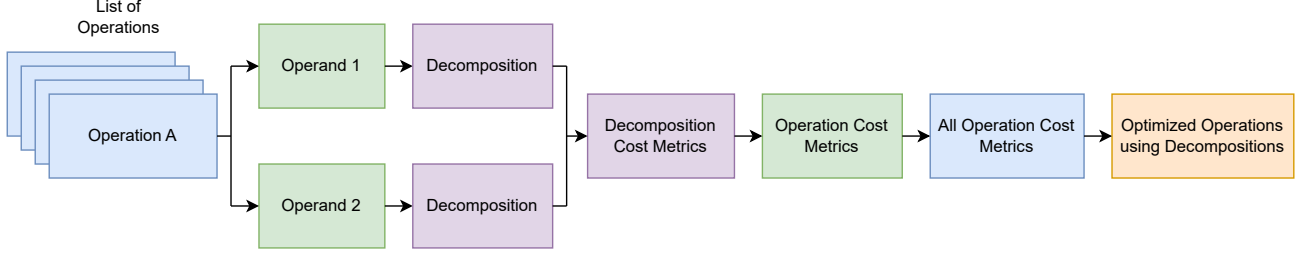 List of
Operations
Operation A
Operand 1
Decomposition
Operand 2
Decomposition
Decomposition
Cost Metrics
Operation Cost
Metrics
All Operation Cost
Metrics
Optimized Operations
using Decompositions